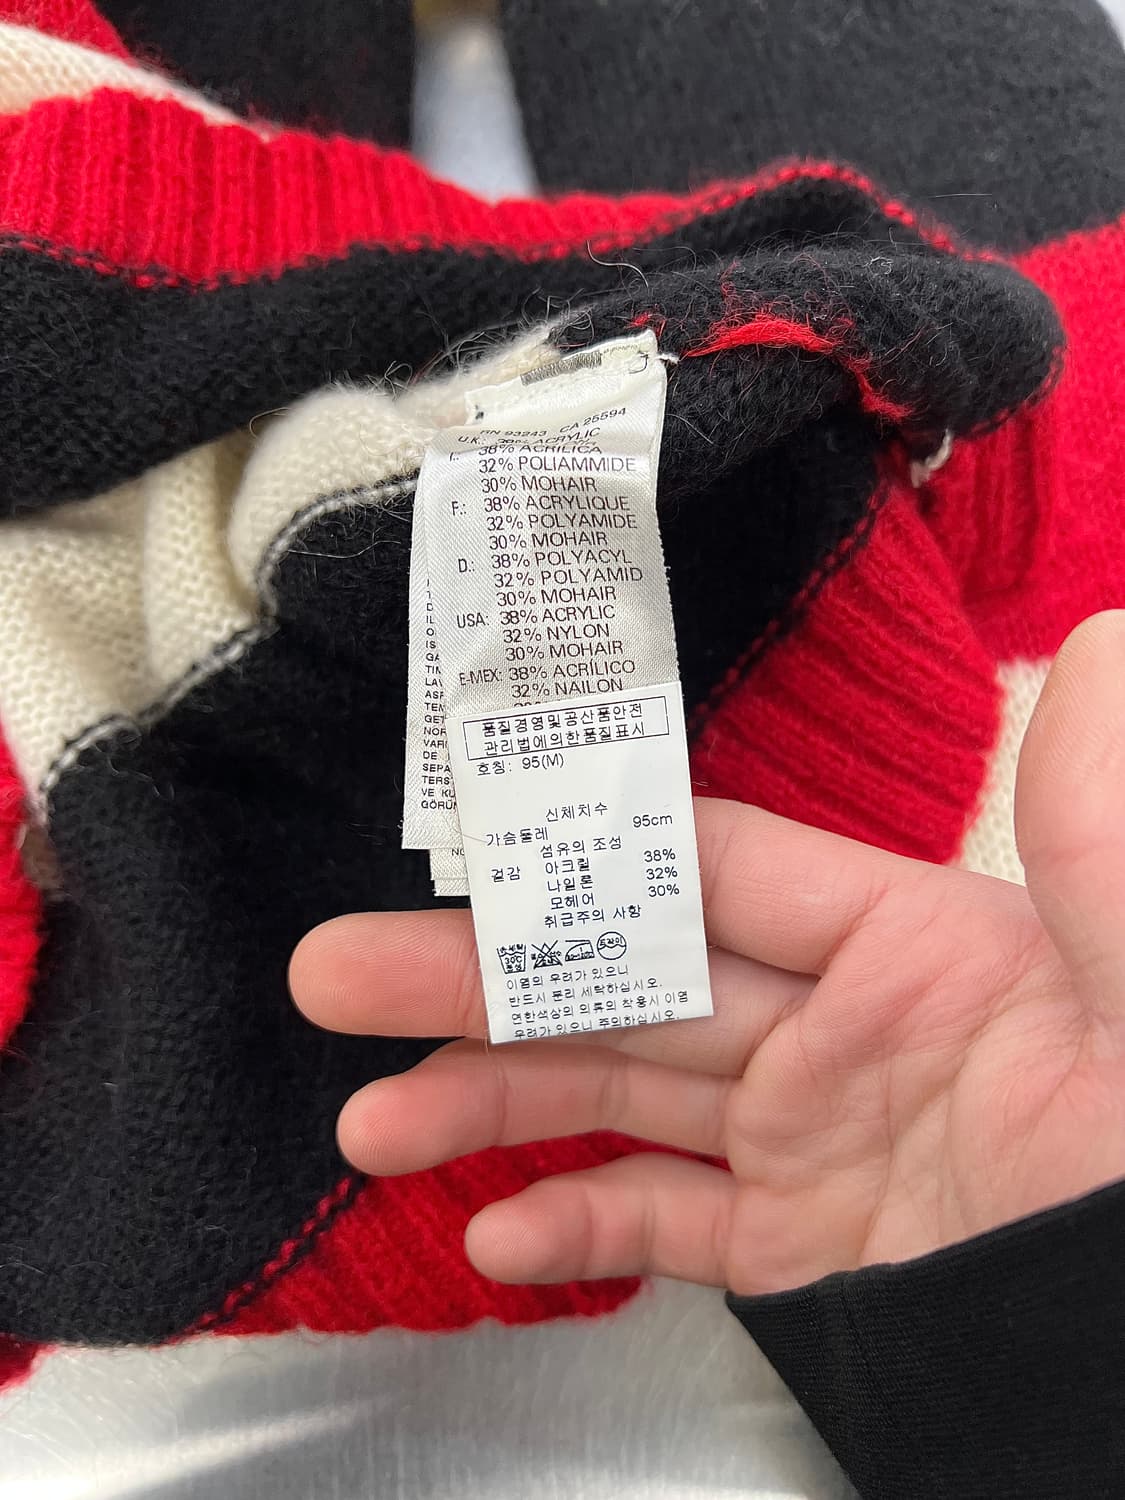 RN 93243 CA 25594
U.K.: 38% ACRYLIC
I.: 38% ACRILICA
32% POLIAMMIDE
30% MOHAIR
F.: 38% ACRYLIQUE
32% POLYAMIDE
30% MOHAIR
D.: 38% POLYACYL
32% POLYAMID
30% MOHAIR
USA: 38% ACRYLIC
32% NYLON
30% MOHAIR
E-MEX: 38% ACRÍLICO
32% NAILON
품질경영및공산품안전
관리법에의한품질표시
호칭: 95(M)
신체치수
가슴둘레 95cm
섬유의 조성
겉감 아크릴 38%
나일론 32%
모헤어 30%
취급주의 사항
30℃
이염의 우려가 있으니
반드시 분리 세탁하십시오.
연한색상의 의류의 착용시 이염
우려가 있으니 주의하십시오.